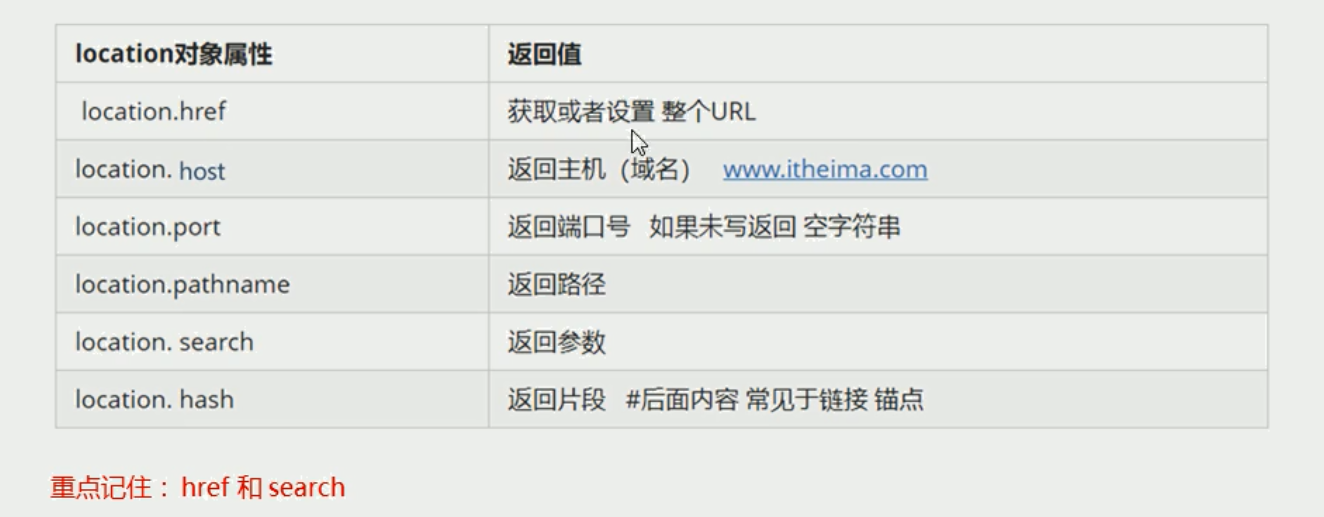 location对象属性 返回值
location.href 获取或者设置 整个URL
location. host 返回主机（域名） www.itheima.com
location.port 返回端口号 如果未写返回 空字符串
location.pathname 返回路径
location. search 返回参数
location. hash 返回片段 #后面内容 常见于链接 锚点
重点记住：href 和 search